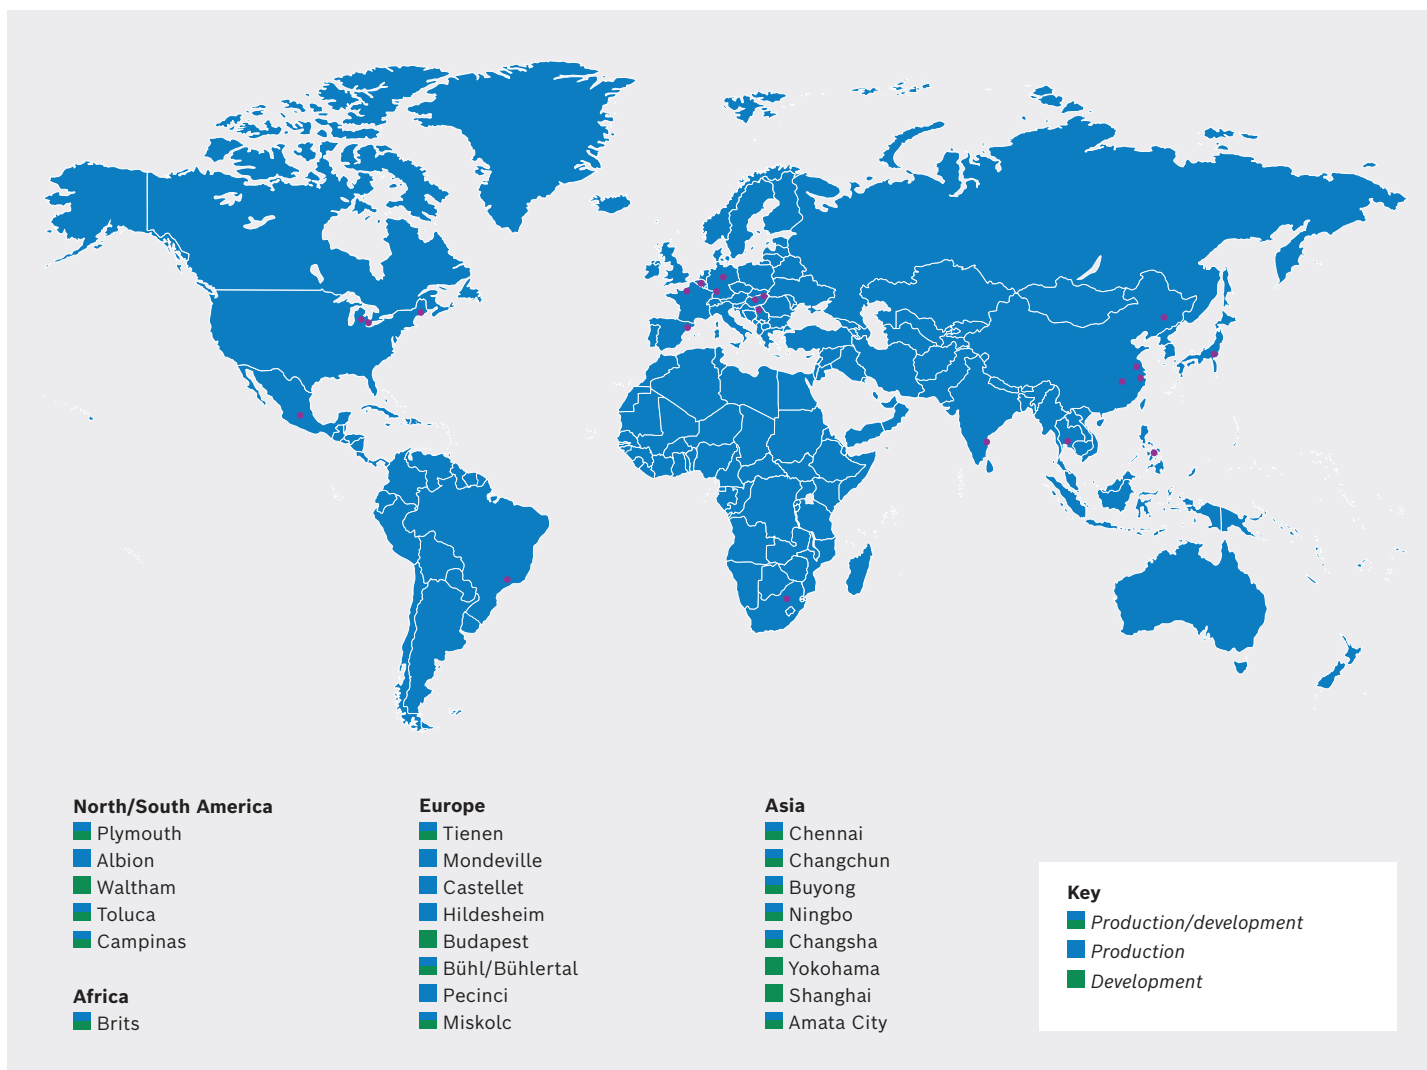 North/South America
Plymouth
Albion
Waltham
Toluca
Campinas
Africa
Brits
Europe
Tienen
Mondeville
Castellet
Hildesheim
Budapest
Bühl/Bühlertal
Pecinci
Miskolc
Asia
Chennai
Changchun
Buyong
Ningbo
Changsha
Yokohama
Shanghai
Amata City
Key
Production/development
Production
Development